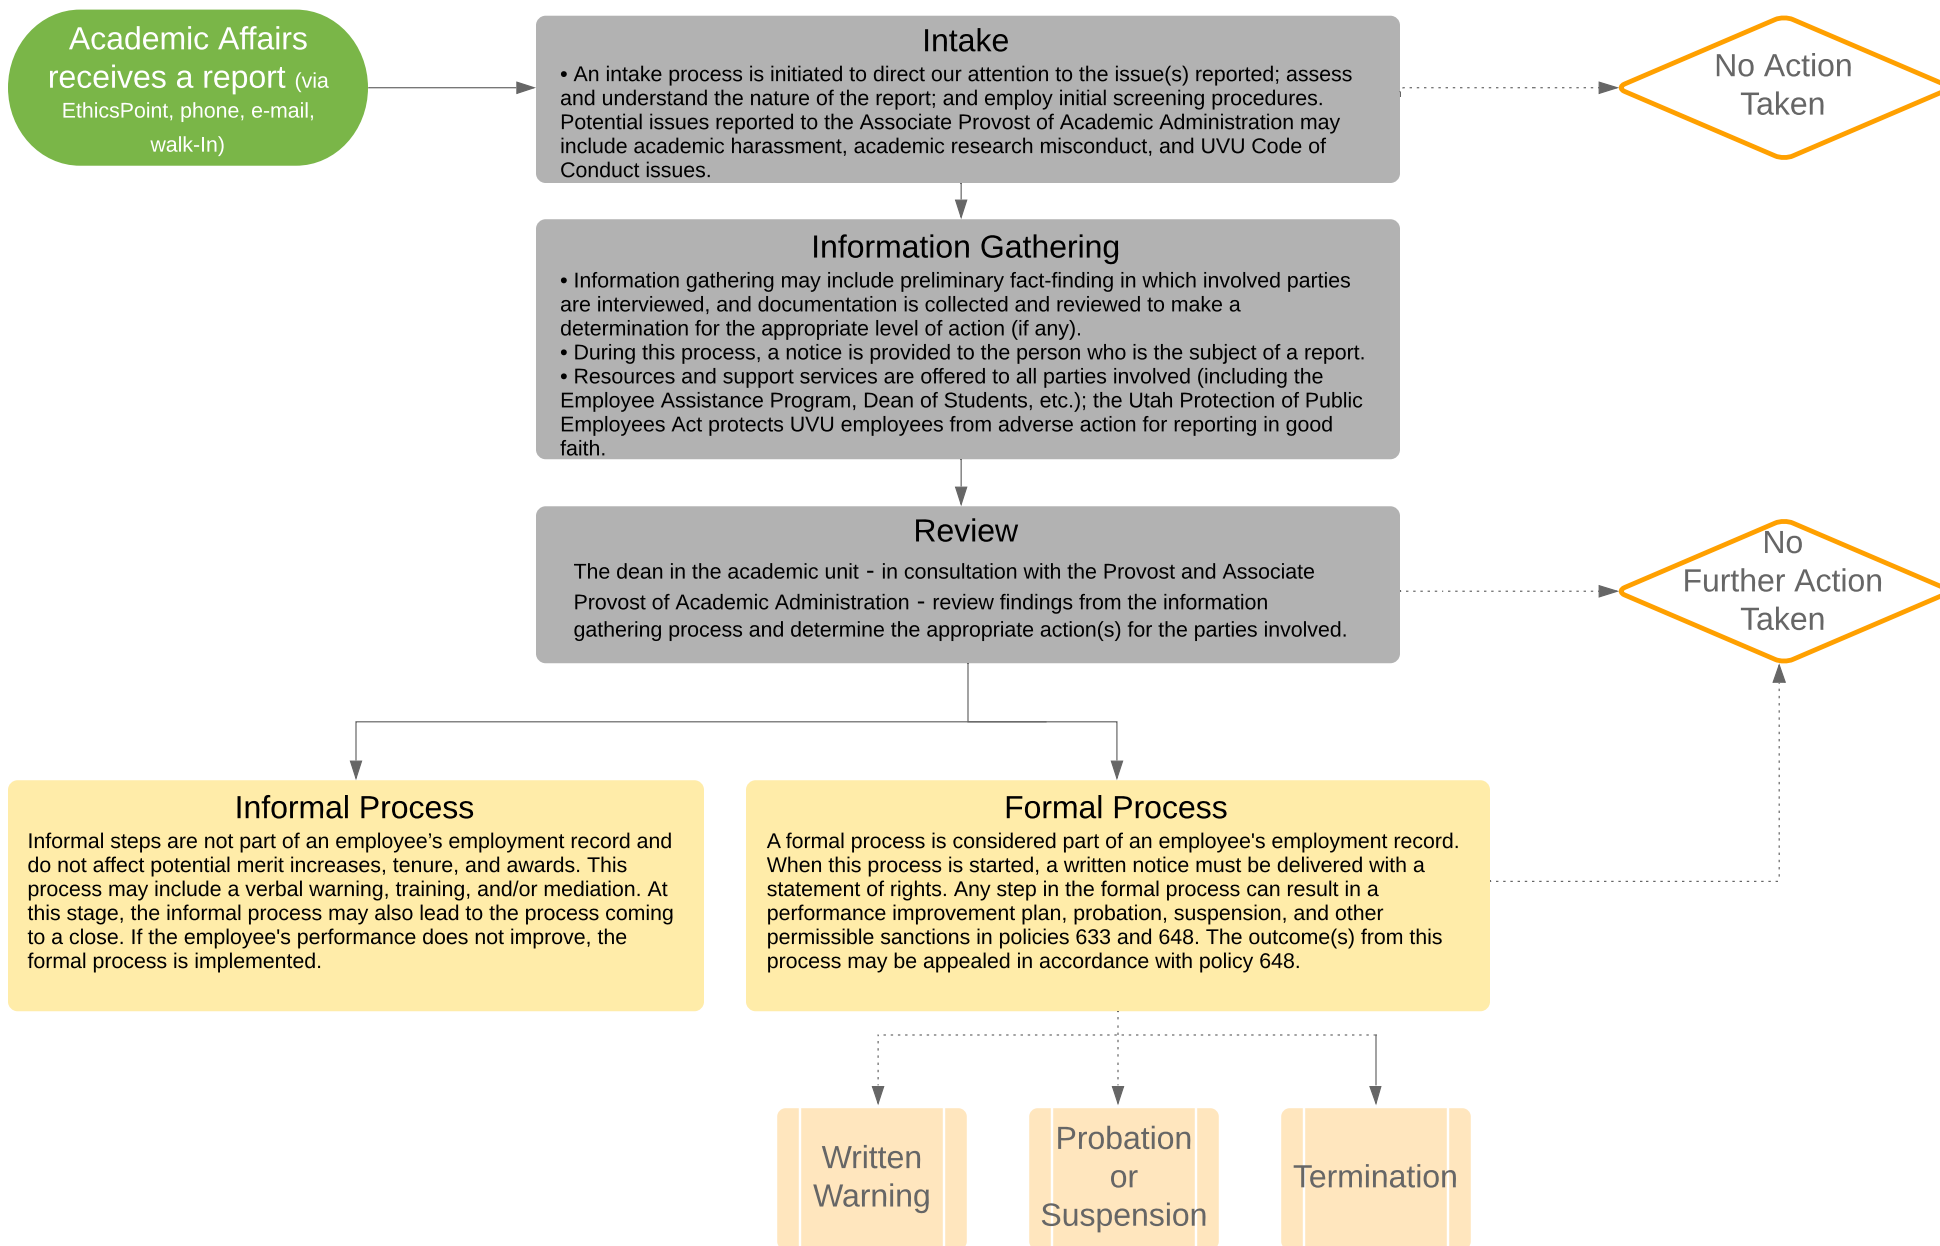 Academic Affairs
receives a report (via
EthicsPoint, phone, e-mail,
walk-In)
Intake
• An intake process is initiated to direct our attention to the issue(s) reported; assess
and understand the nature of the report; and employ initial screening procedures.
Potential issues reported to the Associate Provost of Academic Administration may
include academic harassment, academic research misconduct, and UVU Code of
Conduct issues.
No Action
Taken
Information Gathering
• Information gathering may include preliminary fact-finding in which involved parties
are interviewed, and documentation is collected and reviewed to make a
determination for the appropriate level of action (if any).
• During this process, a notice is provided to the person who is the subject of a report.
• Resources and support services are offered to all parties involved (including the
Employee Assistance Program, Dean of Students, etc.); the Utah Protection of Public
Employees Act protects UVU employees from adverse action for reporting in good
faith.
Review
The dean in the academic unit - in consultation with the Provost and Associate
Provost of Academic Administration - review findings from the information
gathering process and determine the appropriate action(s) for the parties involved.
No
Further Action
Taken
Informal Process
Informal steps are not part of an employee’s employment record and
do not affect potential merit increases, tenure, and awards. This
process may include a verbal warning, training, and/or mediation. At
this stage, the informal process may also lead to the process coming
to a close. If the employee's performance does not improve, the
formal process is implemented.
Formal Process
A formal process is considered part of an employee's employment record.
When this process is started, a written notice must be delivered with a
statement of rights. Any step in the formal process can result in a
performance improvement plan, probation, suspension, and other
permissible sanctions in policies 633 and 648. The outcome(s) from this
process may be appealed in accordance with policy 648.
Written
Warning
Probation
or
Suspension
Termination